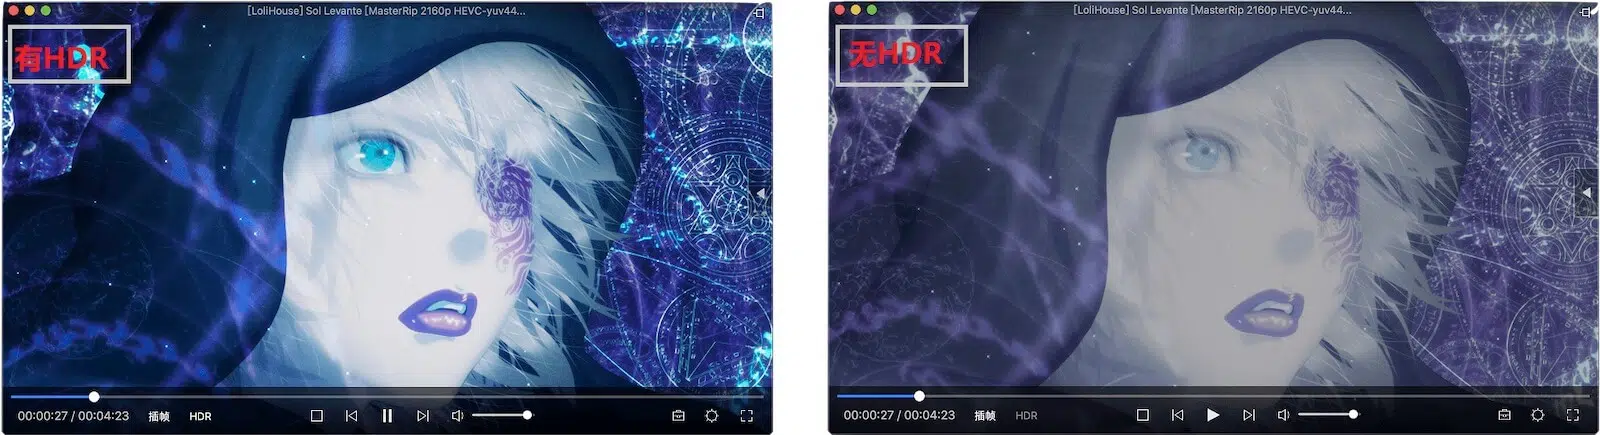 [LoliHouse] Sol Levante [MasterRip 2160p HEVC-yuv44...
有HDR
00:00:27 / 00:04:23 插帧 HDR
[LoliHouse] Sol Levante [MasterRip 2160p HEVC-yuv44...
无HDR
00:00:27 / 00:04:23 插帧 HDR